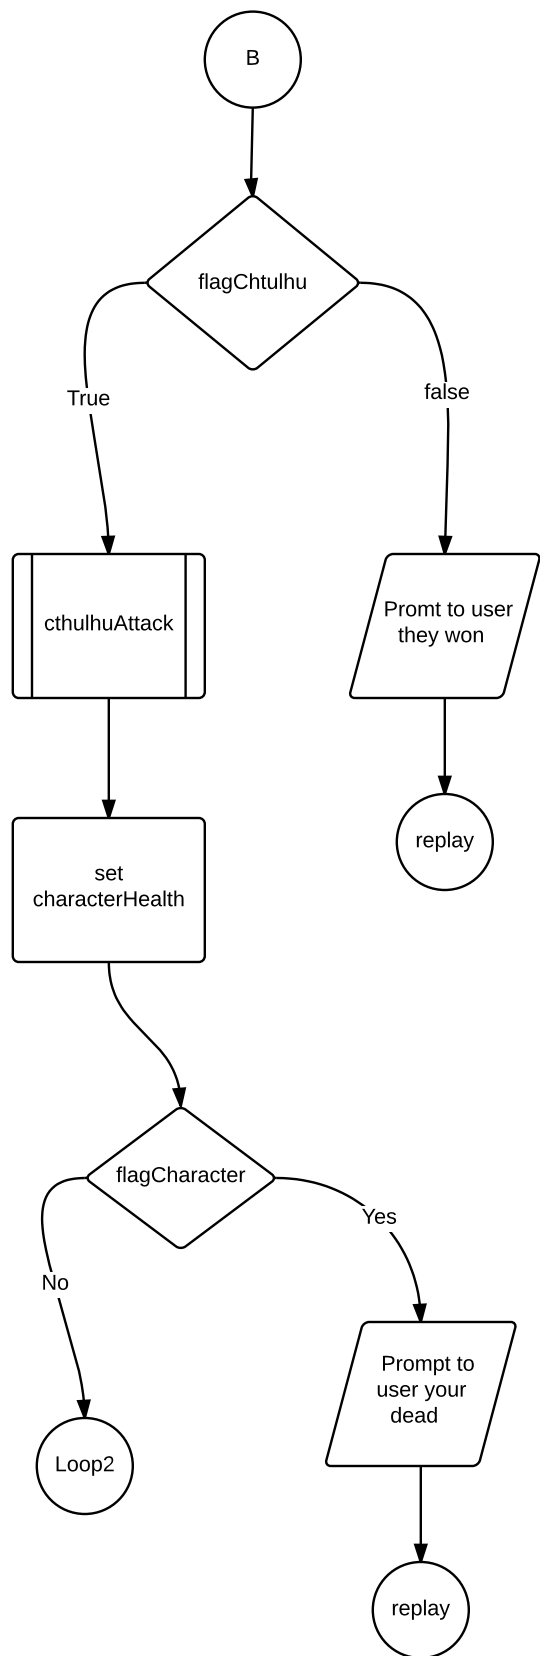 B
flagChtulhu
True
false
cthulhuAttack
Promt to user
they won
set
characterHealth
replay
flagCharacter
Yes
No
Prompt to
user your
dead
Loop2
replay